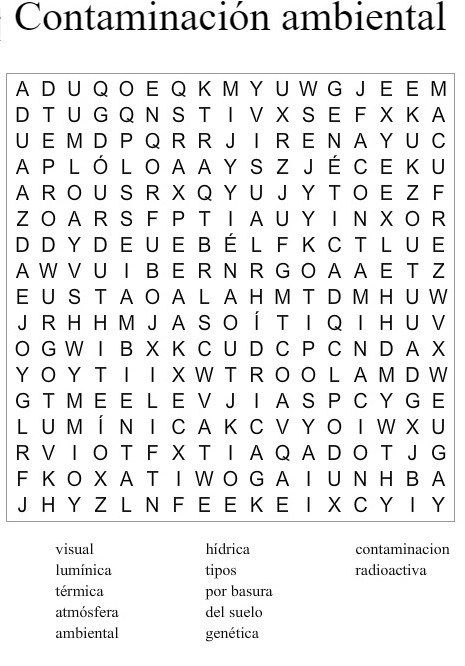 Contaminación ambiental
A D U Q O E Q K M Y U W G J E E M
D T U G Q N S T I V X S E F X K A
U E M D P Q R R J I R E N A Y U C
A P L Ó L O A A Y S Z J É C E K U
A R O U S R X Q Y U J Y T O E Z F
Z O A R S F P T I A U Y I N X O R
D D Y D E U E B É L F K C T L U E
A W V U I B E R N R G O A A E T Z
E U S T A O A L A H M T D M H U W
J R H H M J A S O Í T I Q I H U V
O G W I B X K C U D C P C N D A X
Y O Y T I I X W T R O O L A M D W
G T M E E L E V J I A S P C Y G E
L U M Í N I C A K C V Y O I W X U
R V I O T F X T I A Q A D O T J G
F K O X A T I W O G A I U N H B A
J H Y Z L N F E E K E I X C Y I Y
visual hídrica contaminacion
lumínica tipos radioactiva
térmica por basura
atmósfera del suelo
ambiental genética